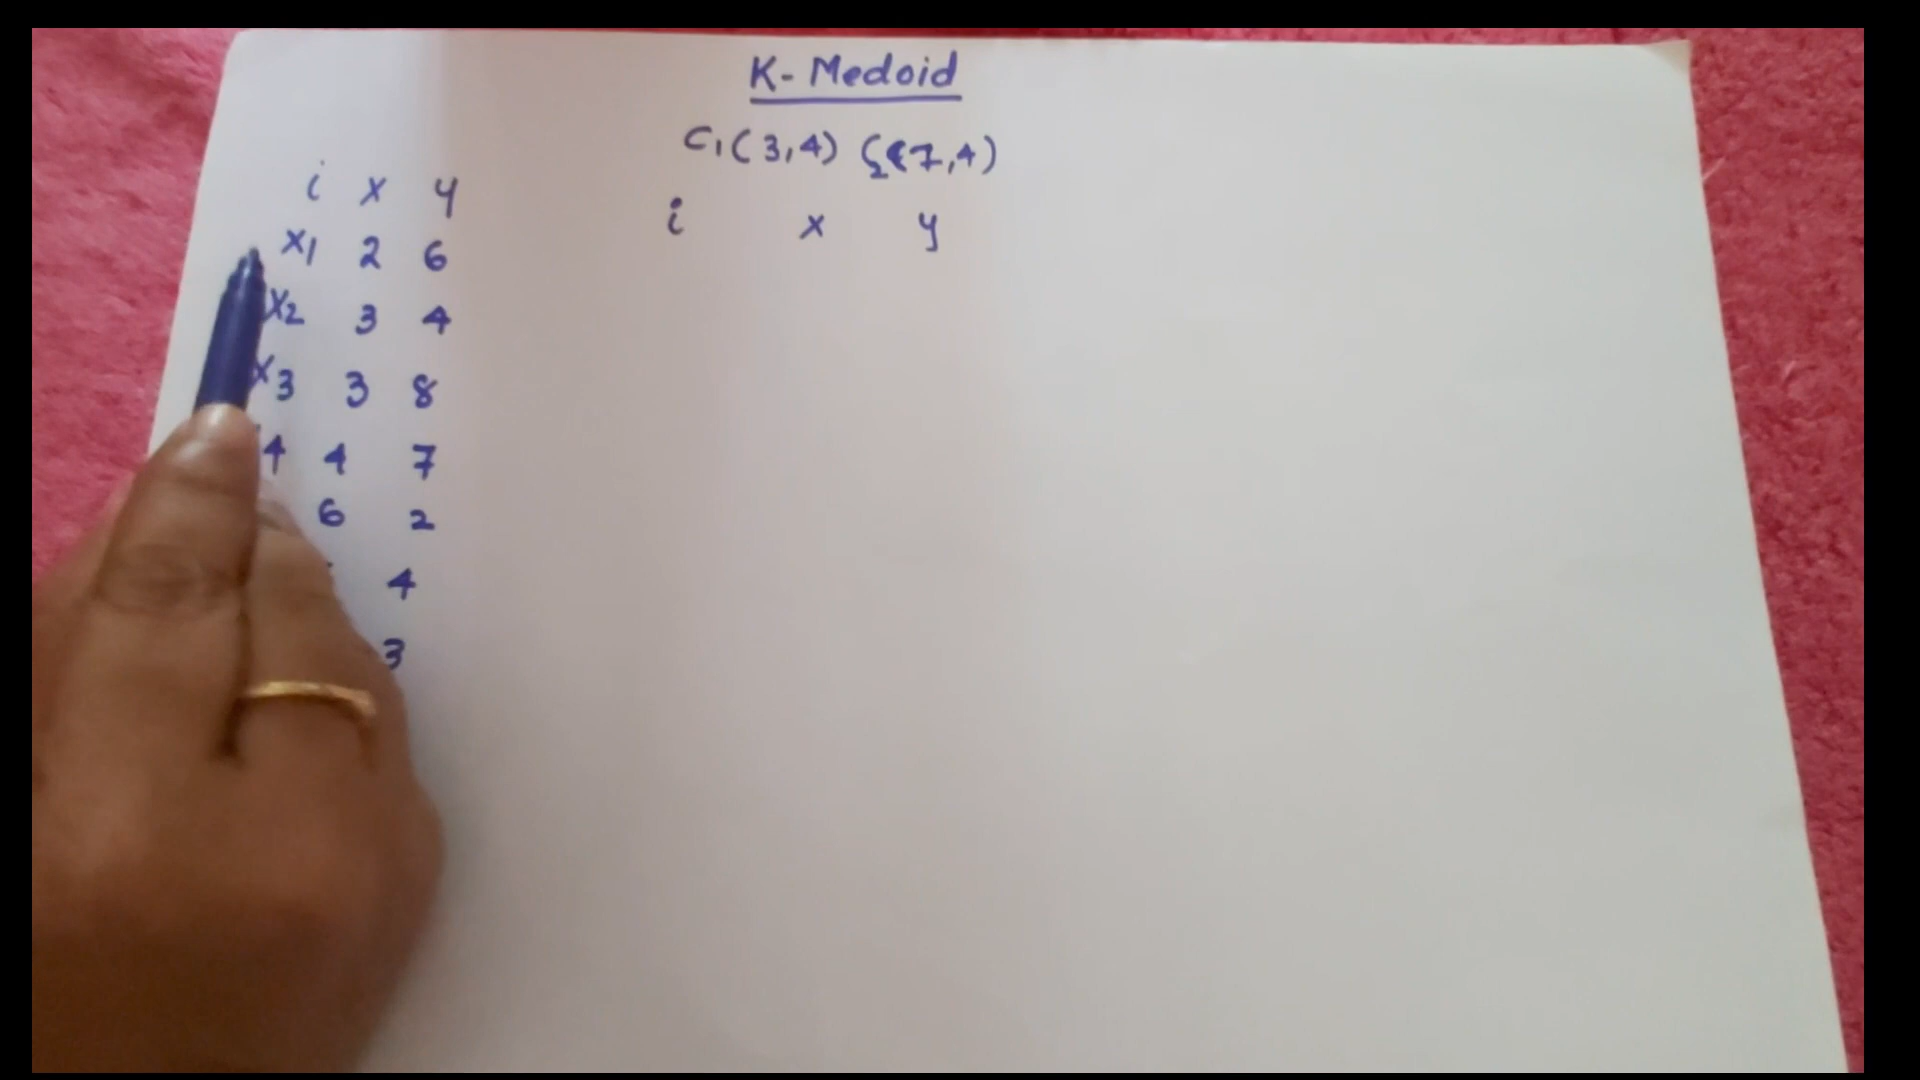 K- Medoid
C1(3,4) C2(7,4)
i x y
i x y
x1 2 6
x2 3 4
x3 3 8
4 4 7
6 2
4
3